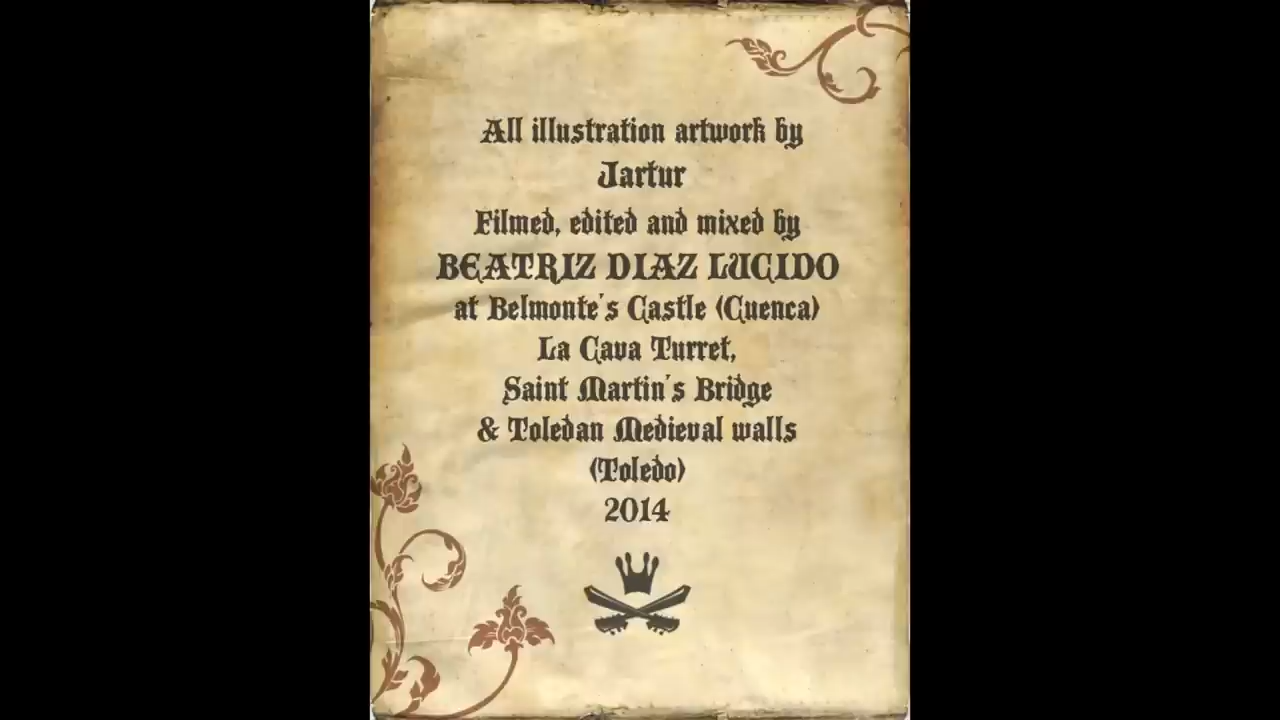 All illustration artwork by
Jartur
Filmed, edited and mixed by
BEATRIZ DIAZ LUCIDO
at Belmonte's Castle (Cuenca)
La Cava Turret,
Saint Martin's Bridge
& Toledan Medieval walls
(Toledo)
2014